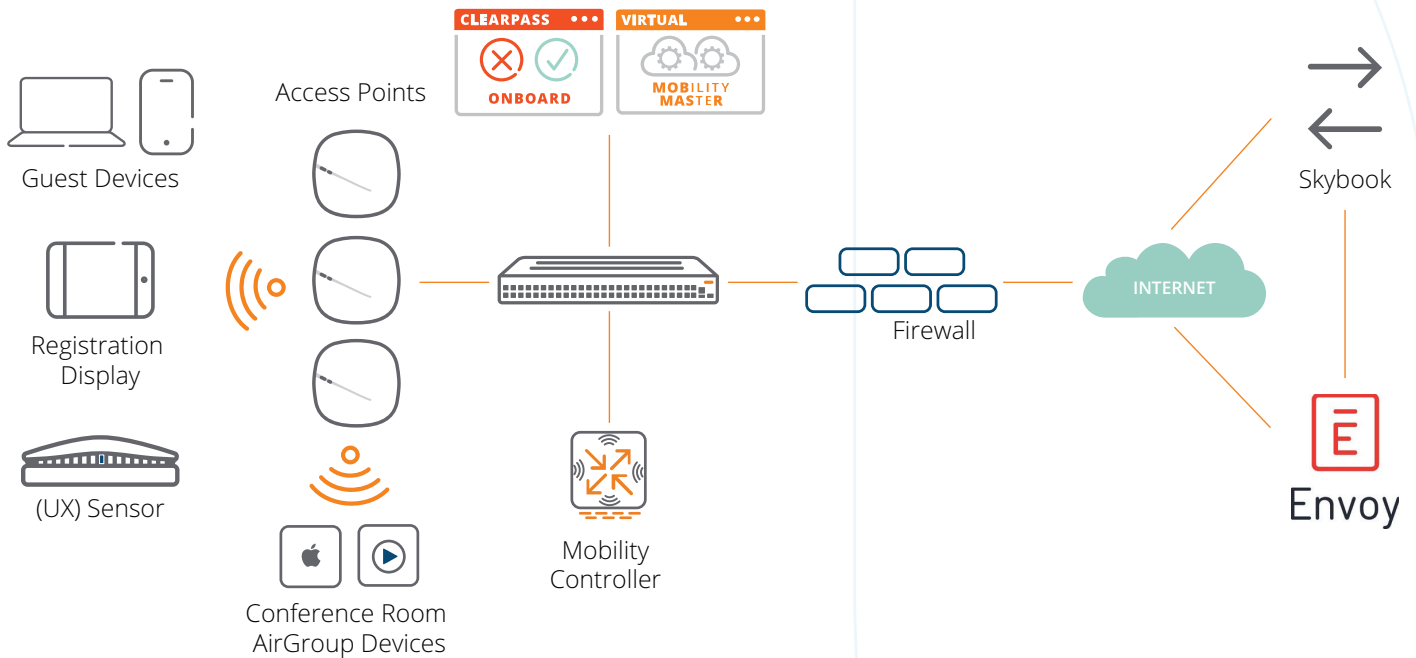 CLEARPASS
ONBOARD
VIRTUAL
MOBILITY
MASTER
Access Points
Guest Devices
Skybook
Registration
Display
INTERNET
Firewall
(UX) Sensor
Ē
Envoy
Mobility
Controller
Conference Room
AirGroup Devices